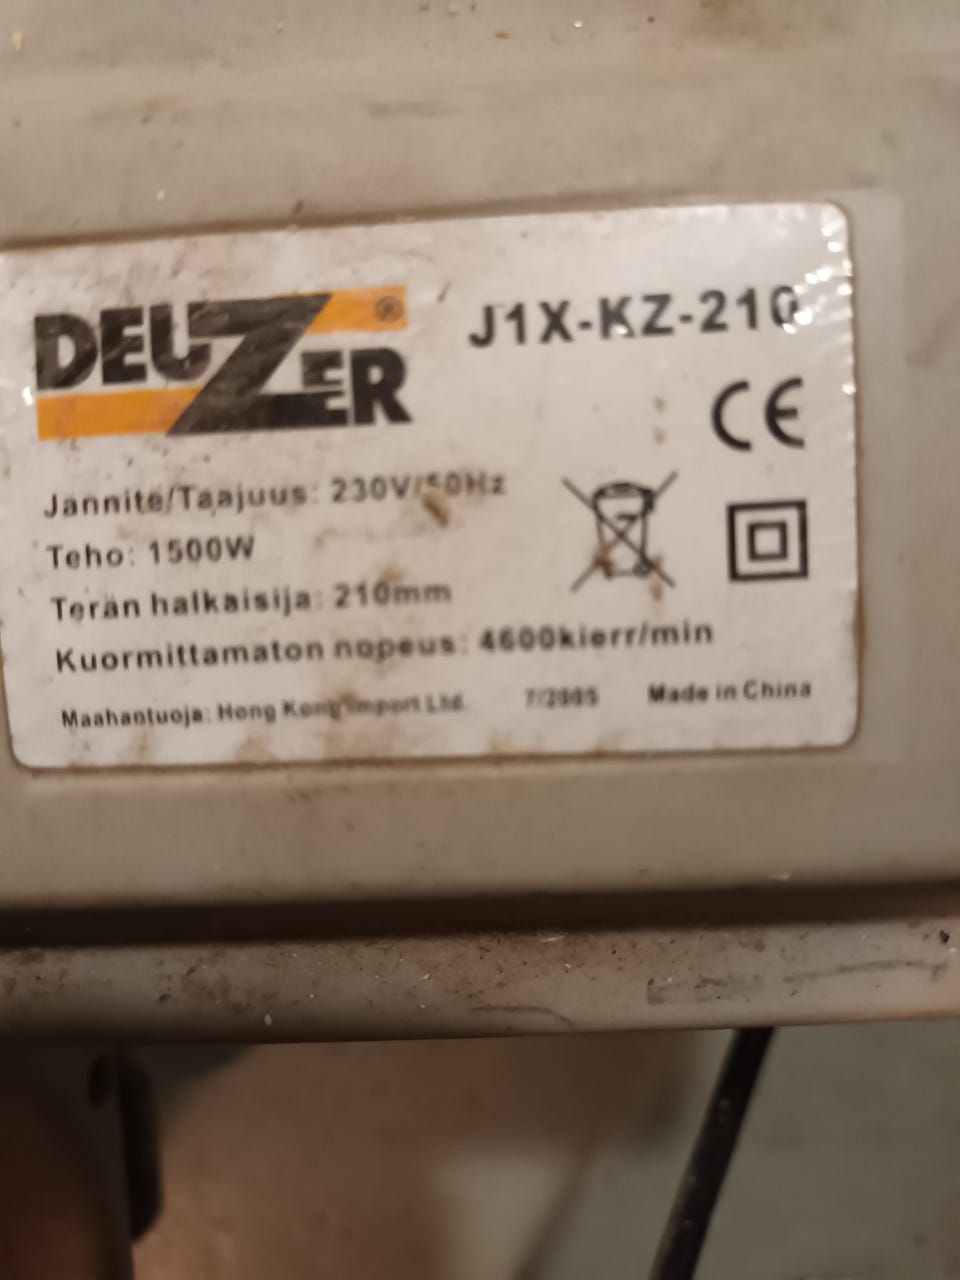 DEUZER®
J1X-KZ-210
CE
Jannite/Taajuus: 230V/50Hz
Teho: 1500W
Terän halkaisija: 210mm
Kuormittamaton nopeus: 4600kierr/min
Maahantuoja: Hong Kong Import Ltd. 7/2005 Made in China